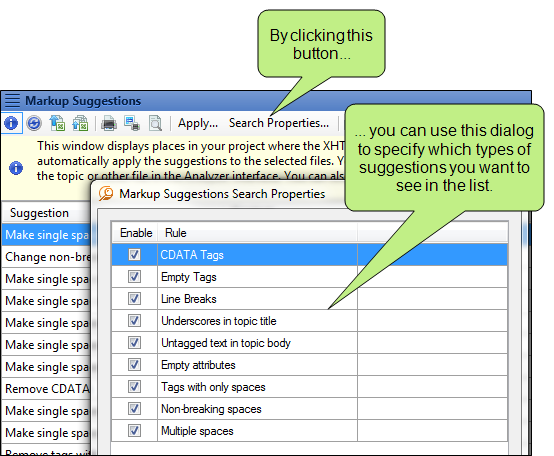 By clicking this
button...
Markup Suggestions
Apply... Search Properties...
... you can use this dialog
to specify which types of
suggestions you want to
see in the list.
This window displays places in your project where the XHT
automatically apply the suggestions to the selected files. Y
the topic or other file in the Analyzer interface. You can als
Markup Suggestions Search Properties
Suggestion
Make single spa
Change non-bre
Make single spa
Make single spa
Make single spa
Make single spa
Make single spa
Remove CDATA
Make single spa
Make single spa
Remove tags with
Enable Rule
CDATA Tags
Empty Tags
Line Breaks
Underscores in topic title
Untagged text in topic body
Empty attributes
Tags with only spaces
Non-breaking spaces
Multiple spaces